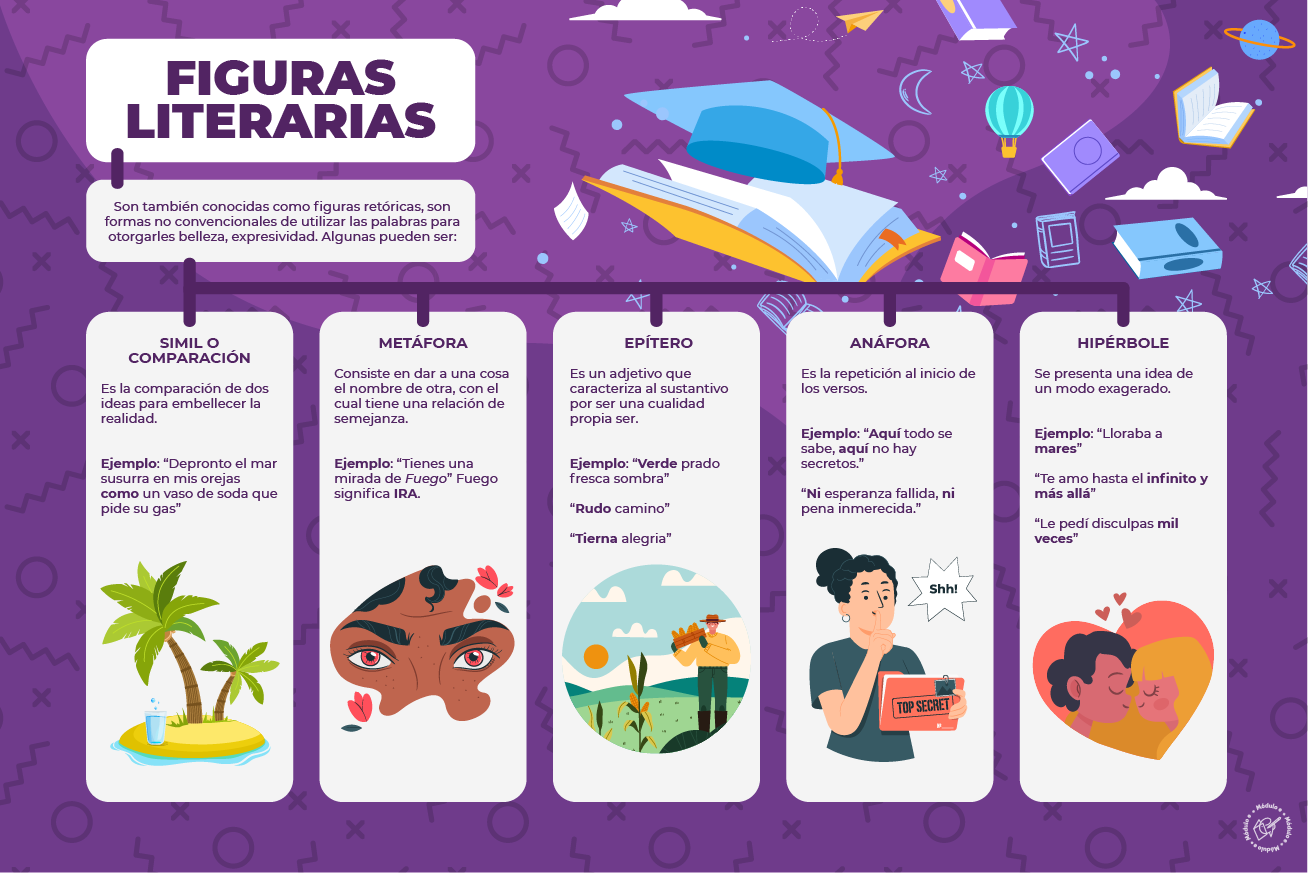 FIGURAS
LITERARIAS
Son también conocidas como figuras retóricas, son
formas no convencionales de utilizar las palabras para
otorgarles belleza, expresividad. Algunas pueden ser:
SIMIL O
COMPARACIÓN
Es la comparación de dos
ideas para embellecer la
realidad.
Ejemplo: “Depronto el mar
susurra en mis orejas
como un vaso de soda que
pide su gas”
METÁFORA
Consiste en dar a una cosa
el nombre de otra, con el
cual tiene una relación de
semejanza.
Ejemplo: “Tienes una
mirada de Fuego” Fuego
significa IRA.
EPÍTERO
Es un adjetivo que
caracteriza al sustantivo
por ser una cualidad
propia ser.
Ejemplo: “Verde prado
fresca sombra”
“Rudo camino”
“Tierna alegria”
ANÁFORA
Es la repetición al inicio de
los versos.
Ejemplo: “Aquí todo se
sabe, aquí no hay
secretos.”
“Ni esperanza fallida, ni
pena inmerecida.”
Shh!
TOP SECRET
HIPÉRBOLE
Se presenta una idea de
un modo exagerado.
Ejemplo: “Lloraba a
mares”
“Te amo hasta el infinito y
más allá”
“Le pedí disculpas mil
veces”
Módulo Módulo Módulo Módulo